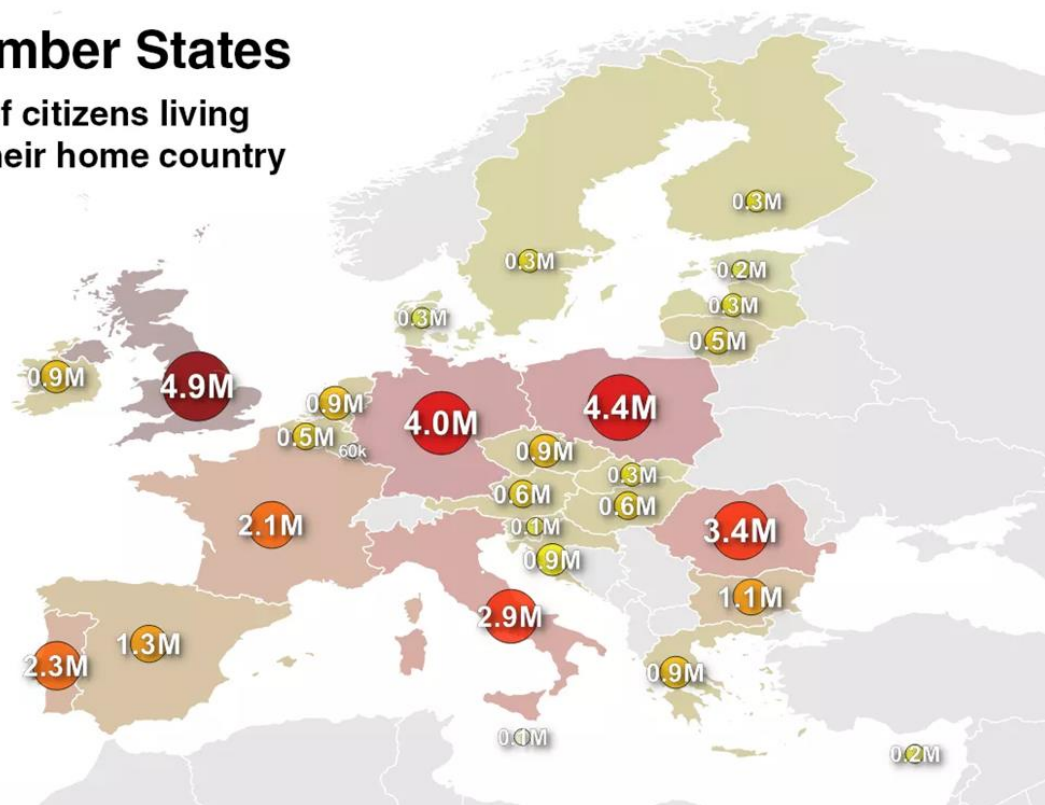 mber States
f citizens living
heir home country
0.3M
0.3M
0.2M
0.3M
0.3M
0.5M
0.9M
4.9M
0.9M
4.0M
4.4M
0.5M
60k
0.9M
0.3M
0.6M
0.6M
2.1M
0.1M
3.4M
0.9M
1.1M
2.9M
1.3M
2.3M
0.9M
0.1M
0.2M